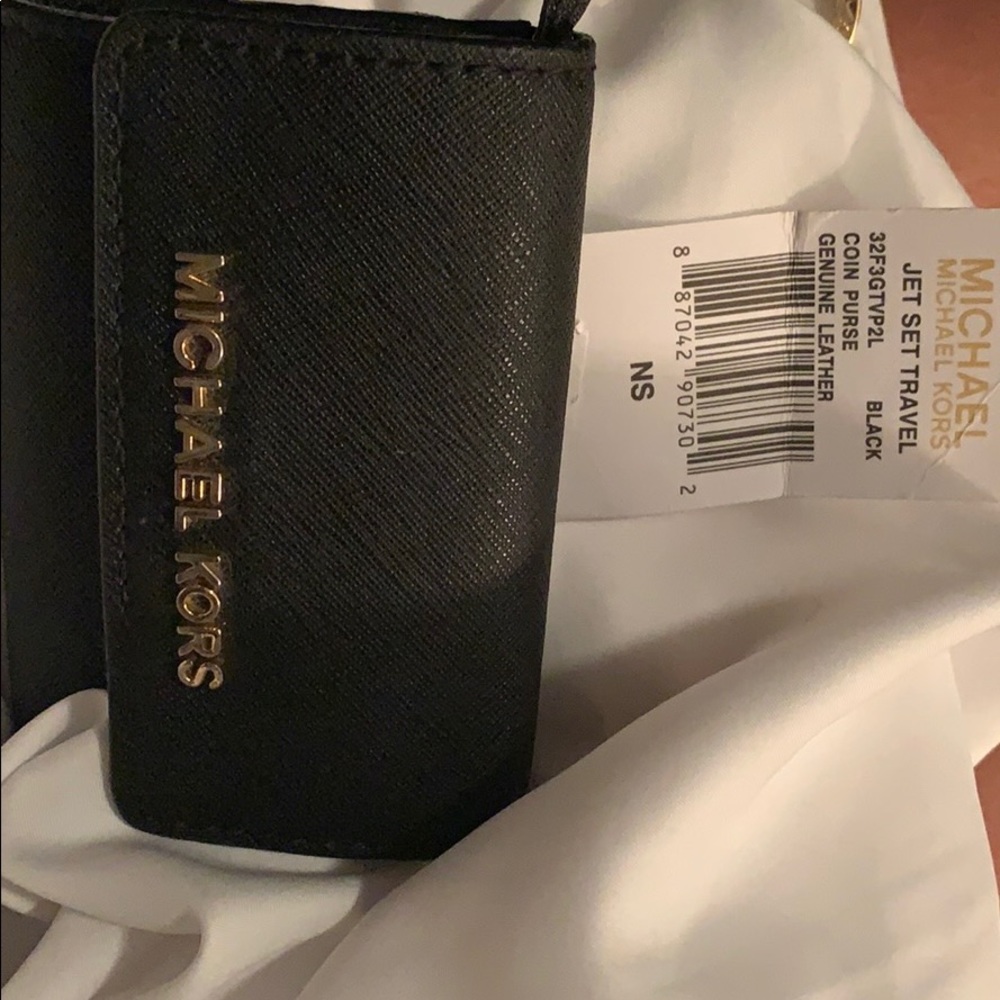 MICHAEL KORS
MICHAEL
MICHAEL KORS
JET SET TRAVEL
32F3GTVP2L BLACK
COIN PURSE
GENUINE LEATHER
8 87042 90730 2
NS